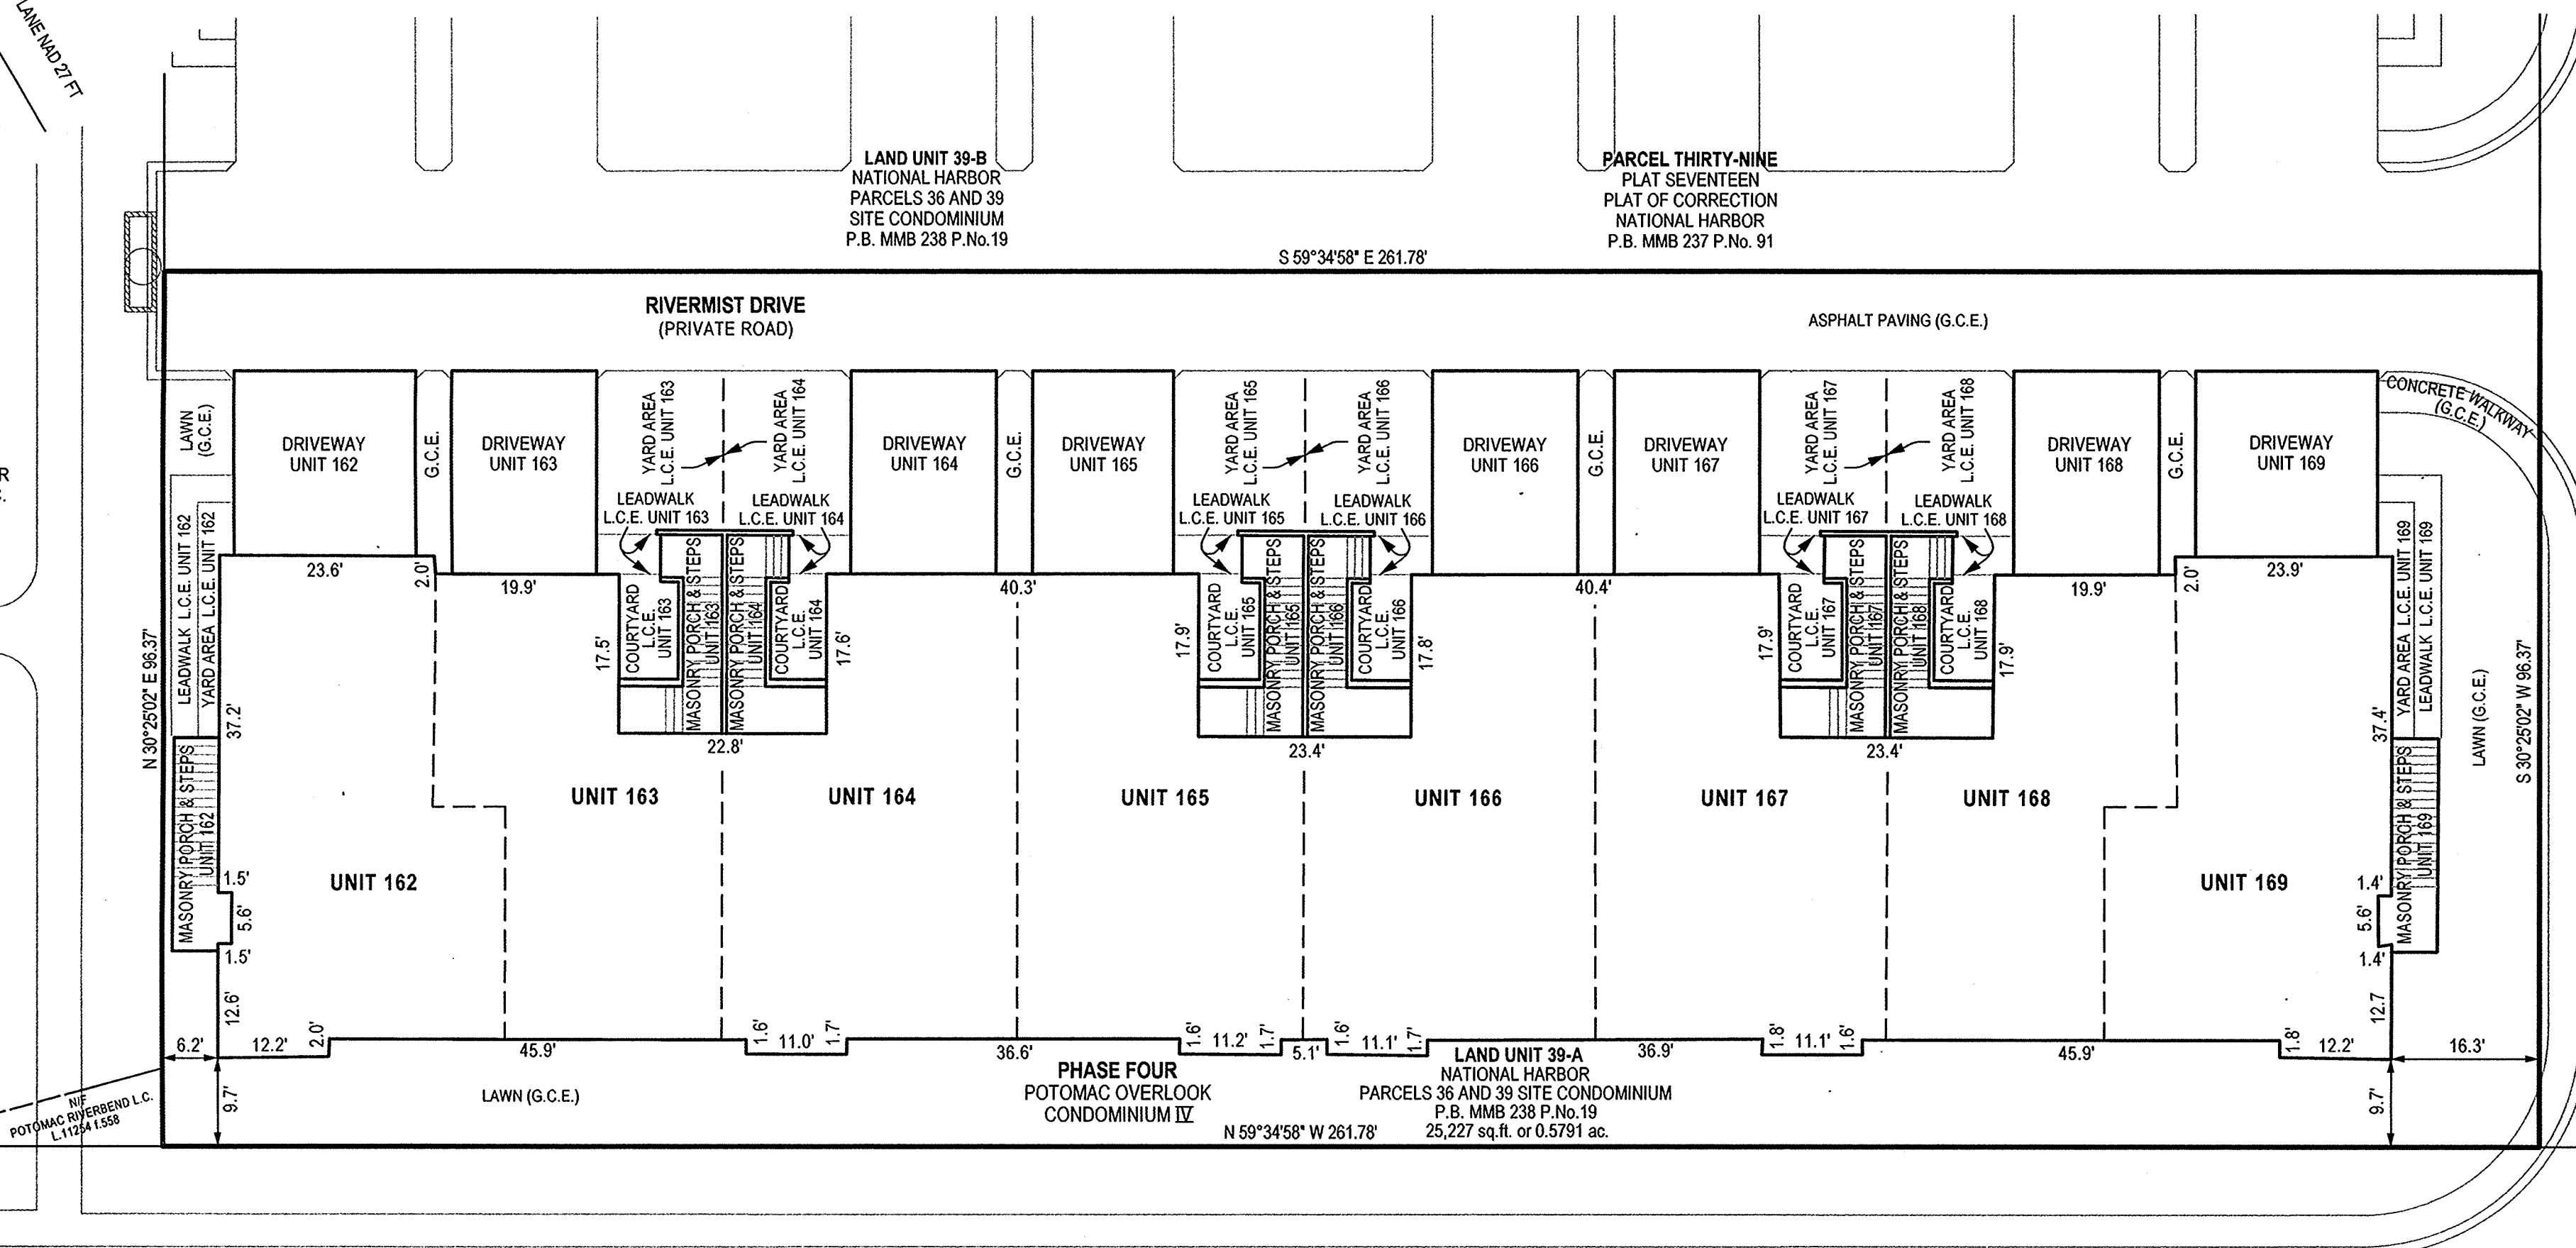 LANE NAD 27 FT
LAND UNIT 39-B
NATIONAL HARBOR
PARCELS 36 AND 39
SITE CONDOMINIUM
P.B. MMB 238 P.No.19
PARCEL THIRTY-NINE
PLAT SEVENTEEN
PLAT OF CORRECTION
NATIONAL HARBOR
P.B. MMB 237 P.No. 91
S 59°34'58" E 261.78'
RIVERMIST DRIVE
(PRIVATE ROAD)
ASPHALT PAVING (G.C.E.)
LAWN
(G.C.E.)
DRIVEWAY
UNIT 162
G.C.E.
DRIVEWAY
UNIT 163
YARD AREA
L.C.E. UNIT 163
YARD AREA
L.C.E. UNIT 164
DRIVEWAY
UNIT 164
G.C.E.
DRIVEWAY
UNIT 165
YARD AREA
L.C.E. UNIT 165
YARD AREA
L.C.E. UNIT 166
DRIVEWAY
UNIT 166
G.C.E.
DRIVEWAY
UNIT 167
YARD AREA
L.C.E. UNIT 167
YARD AREA
L.C.E. UNIT 168
DRIVEWAY
UNIT 168
G.C.E.
DRIVEWAY
UNIT 169
CONCRETE WALKWAY
(G.C.E.)
R
LEADWALK
L.C.E. UNIT 163
LEADWALK
L.C.E. UNIT 164
LEADWALK
L.C.E. UNIT 165
LEADWALK
L.C.E. UNIT 166
LEADWALK
L.C.E. UNIT 167
LEADWALK
L.C.E. UNIT 168
LEADWALK L.C.E. UNIT 162
YARD AREA L.C.E. UNIT 162
YARD AREA L.C.E. UNIT 169
LEADWALK L.C.E. UNIT 169
23.6'
2.0'
19.9'
40.3'
40.4'
19.9'
2.0'
23.9'
17.5'
COURTYARD
L.C.E.
UNIT 163
MASONRY PORCH & STEPS
UNIT 163
MASONRY PORCH & STEPS
UNIT 164
COURTYARD
L.C.E.
UNIT 164
17.6'
17.9'
COURTYARD
L.C.E.
UNIT 165
MASONRY PORCH & STEPS
UNIT 165
MASONRY PORCH & STEPS
UNIT 166
COURTYARD
L.C.E.
UNIT 166
17.8'
17.9'
COURTYARD
L.C.E.
UNIT 167
MASONRY PORCH & STEPS
UNIT 167
MASONRY PORCH & STEPS
UNIT 168
COURTYARD
L.C.E.
UNIT 168
17.9'
N 30°25'02" E 96.37'
37.2'
22.8'
23.4'
23.4'
37.4'
LAWN (G.C.E.)
S 30°25'02" W 96.37'
UNIT 163
UNIT 164
UNIT 165
UNIT 166
UNIT 167
UNIT 168
MASONRY PORCH & STEPS
UNIT 162
UNIT 162
UNIT 169
MASONRY PORCH & STEPS
UNIT 169
1.5'
5.6'
1.5'
12.6'
1.4'
5.6'
1.4'
12.7
6.2'
12.2'
2.0'
45.9'
1.6'
11.0'
1.7'
36.6'
1.6'
11.2'
1.7'
5.1'
1.6'
11.1'
1.7'
36.9'
1.8'
11.1'
1.6'
45.9'
1.8'
12.2'
16.3'
9.7'
9.7'
LAWN (G.C.E.)
PHASE FOUR
POTOMAC OVERLOOK
CONDOMINIUM IV
LAND UNIT 39-A
NATIONAL HARBOR
PARCELS 36 AND 39 SITE CONDOMINIUM
P.B. MMB 238 P.No.19
25,227 sq.ft. or 0.5791 ac.
N 59°34'58" W 261.78'
N/F
POTOMAC RIVERBEND L.C.
L.11254 f.558